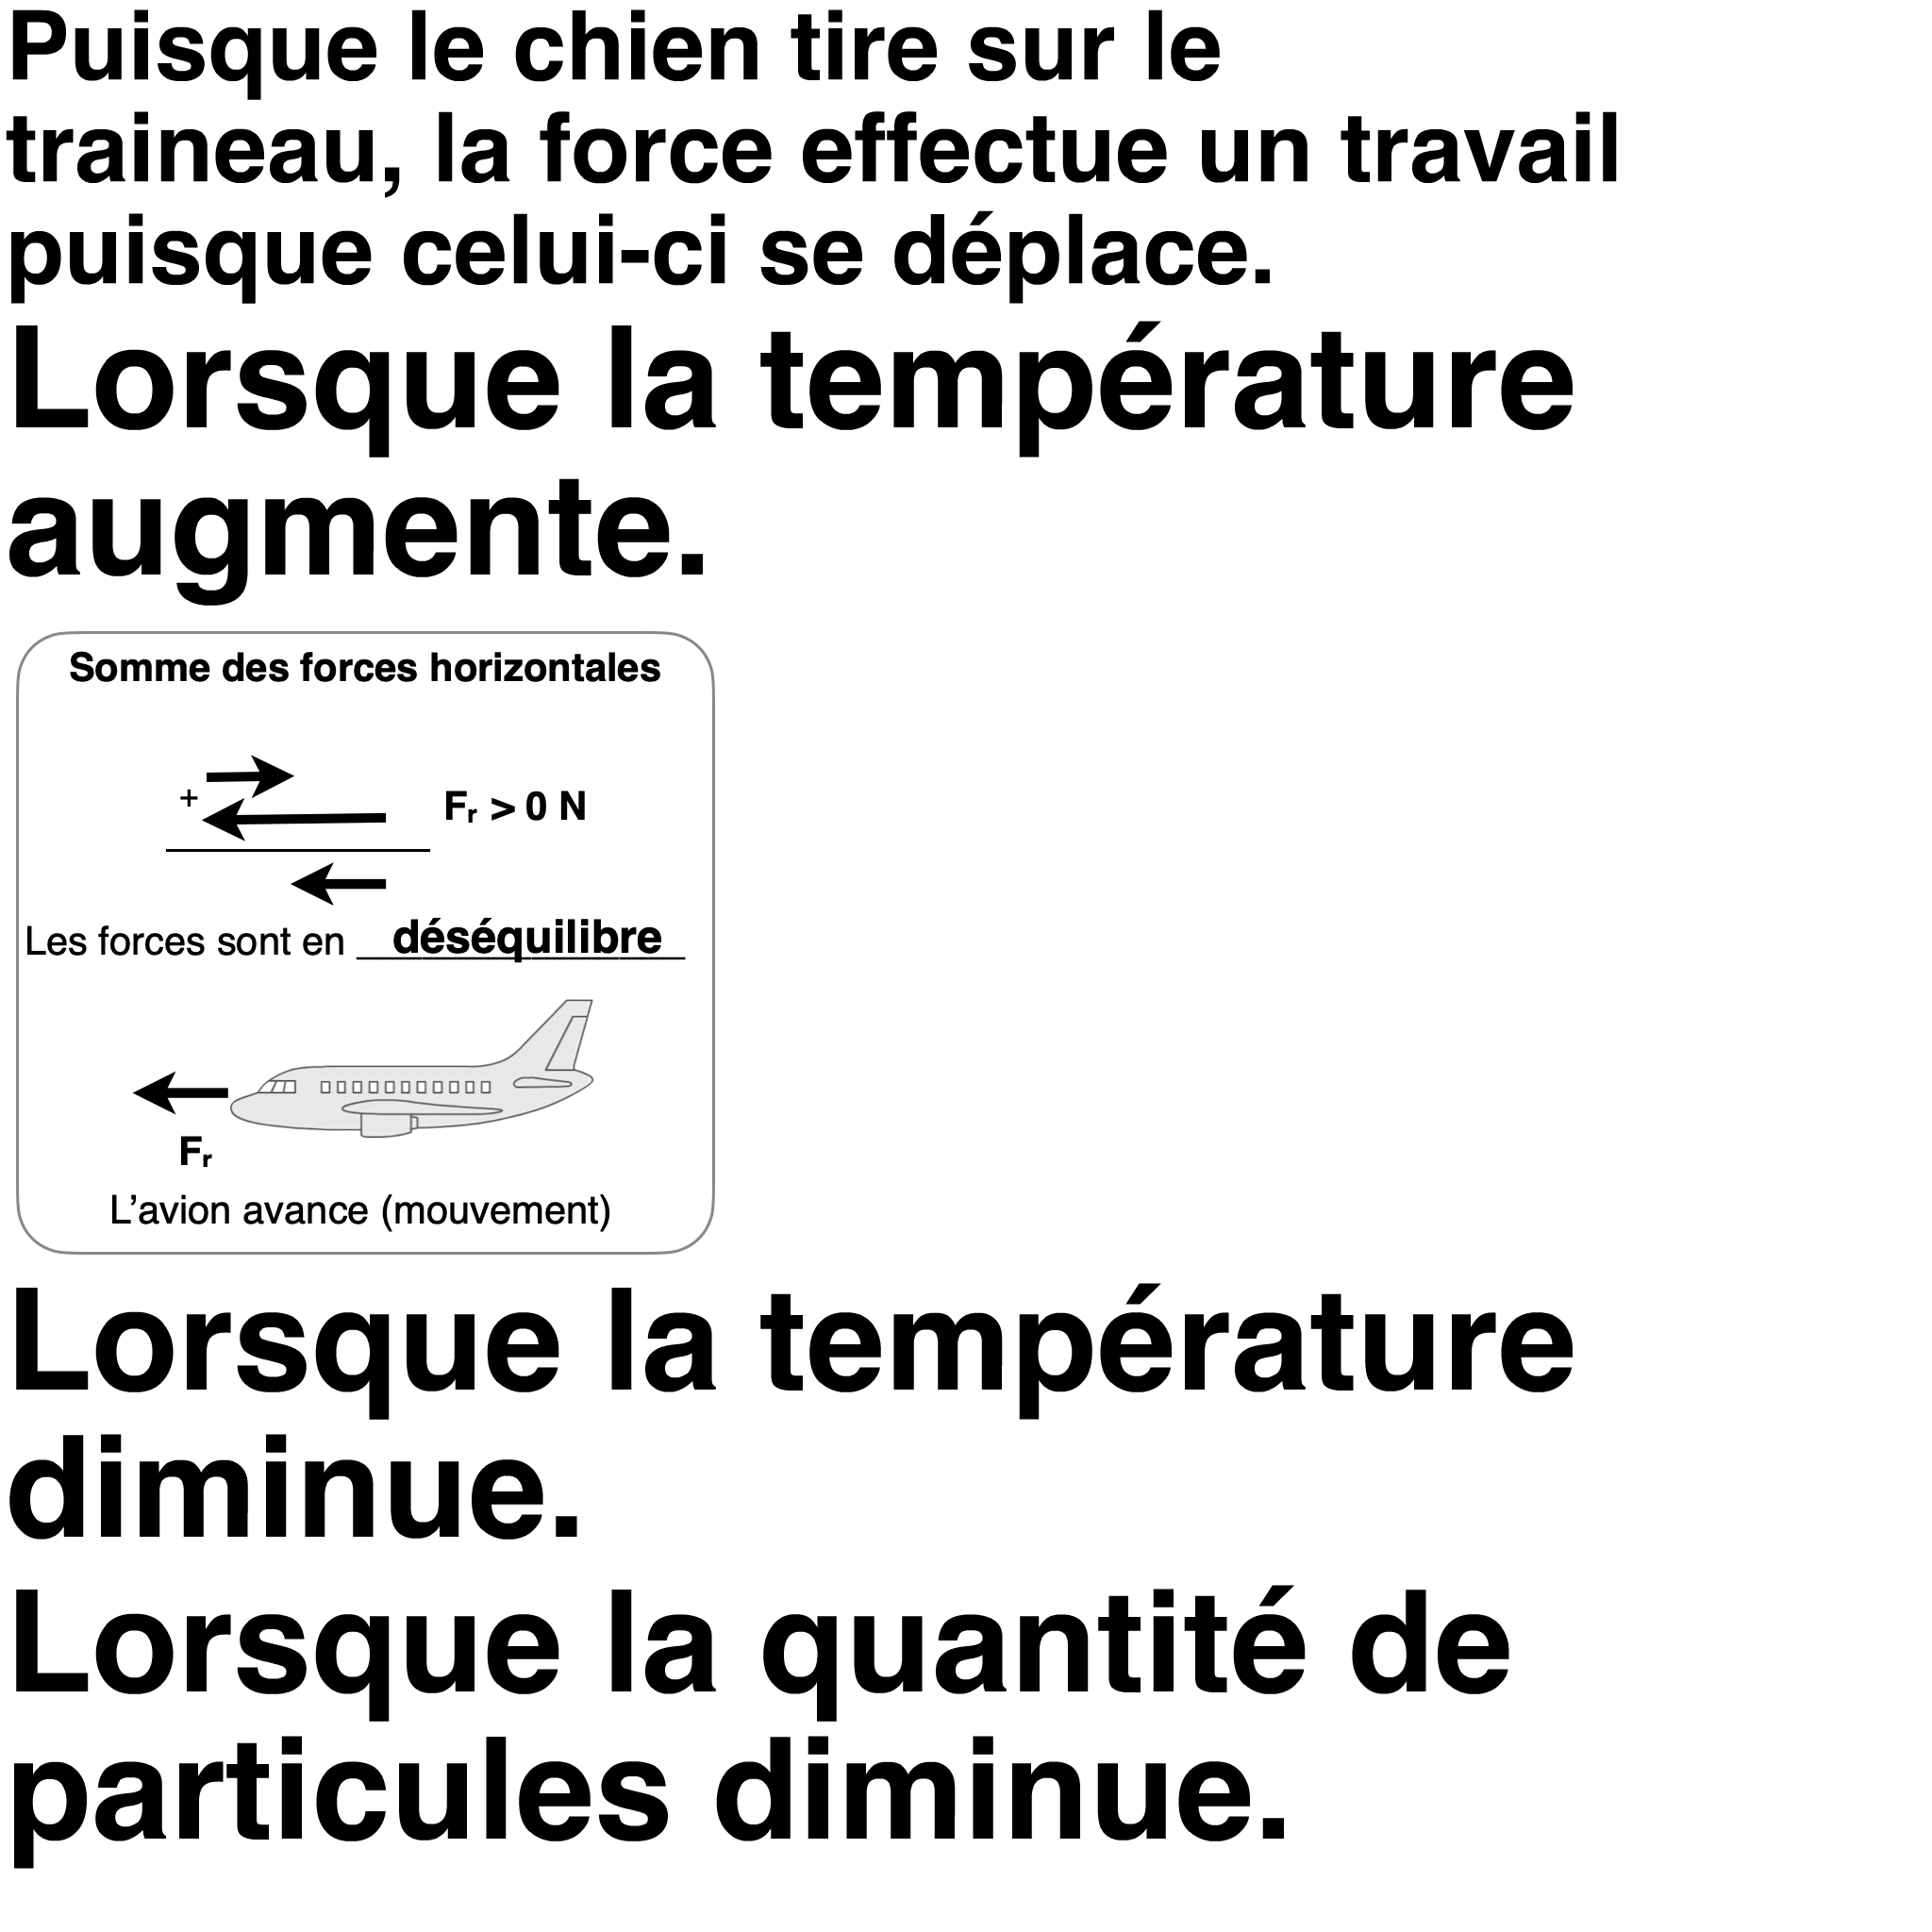 Puisque le chien tire sur le
traineau, la force effectue un travail
puisque celui-ci se déplace.
Lorsque la température
augmente.
Somme des forces horizontales
+
Fᵣ > 0 N
Les forces sont en déséquilibre
Fᵣ
L’avion avance (mouvement)
Lorsque la température
diminue.
Lorsque la quantité de
particules diminue.